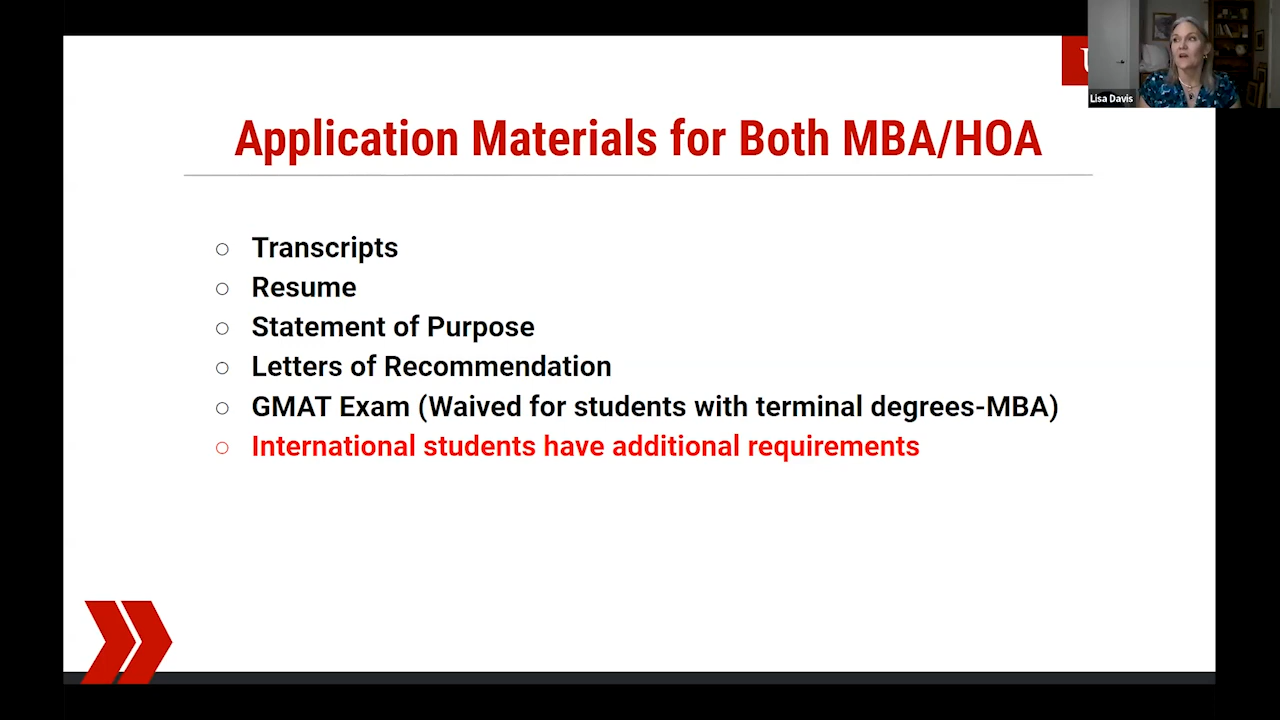 Application Materials for Both MBA/HOA
Transcripts
Resume
Statement of Purpose
Letters of Recommendation
GMAT Exam (Waived for students with terminal degrees-MBA)
International students have additional requirements
Lisa Davis